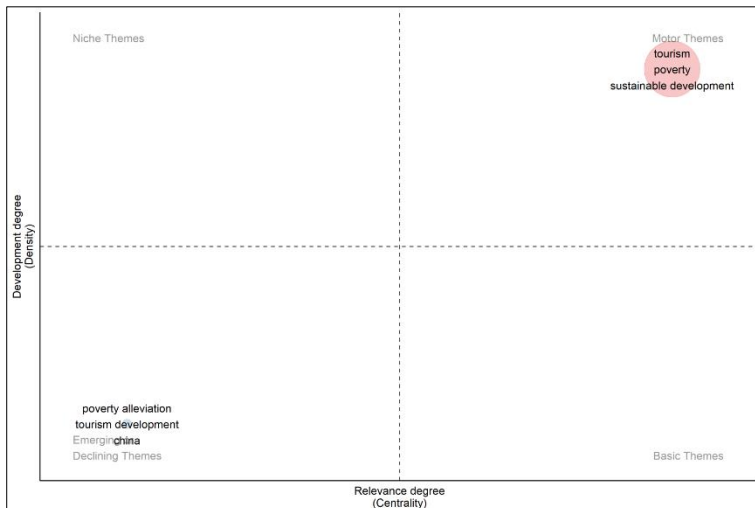 Niche Themes
Motor Themes
tourism
poverty
sustainable development
Development degree
(Density)
poverty alleviation
tourism development
china
Emerging
Declining Themes
Basic Themes
Relevance degree
(Centrality)